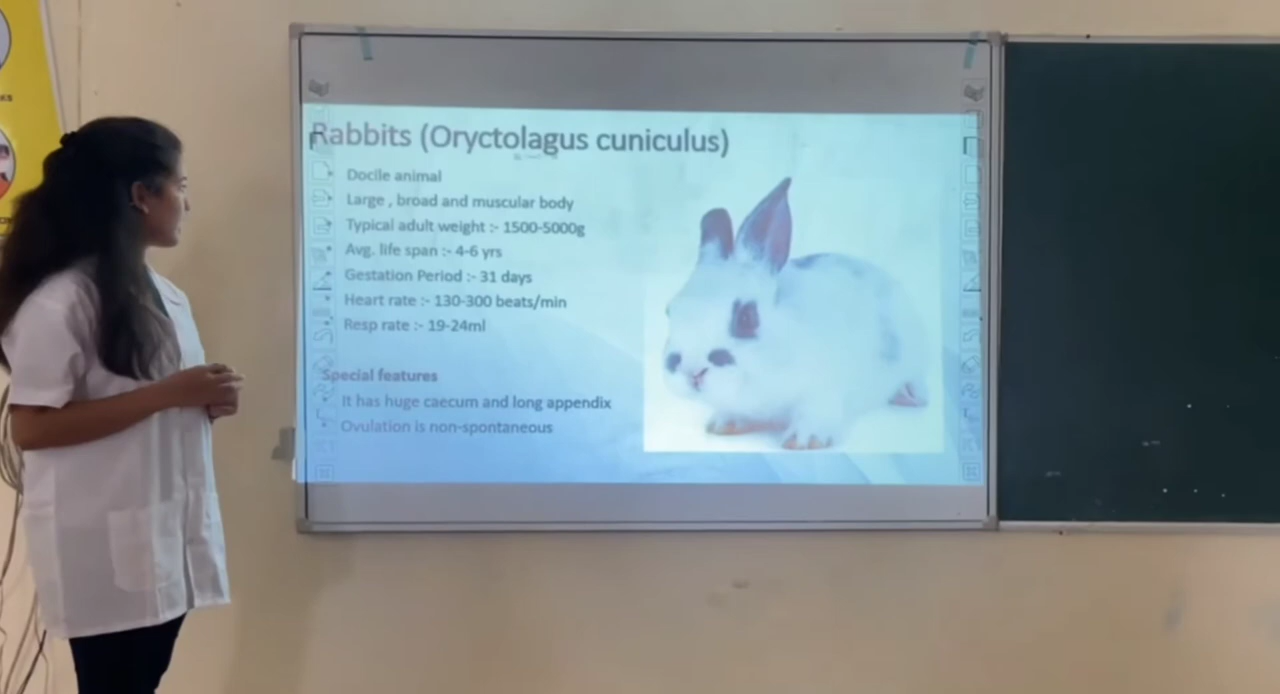 Rabbits (Oryctolagus cuniculus)
Docile animal
Large , broad and muscular body
Typical adult weight :- 1500-5000g
Avg. life span :- 4-6 yrs
Gestation Period :- 31 days
Heart rate :- 130-300 beats/min
Resp rate :- 19-24ml
Special features
It has huge caecum and long appendix
Ovulation is non-spontaneous